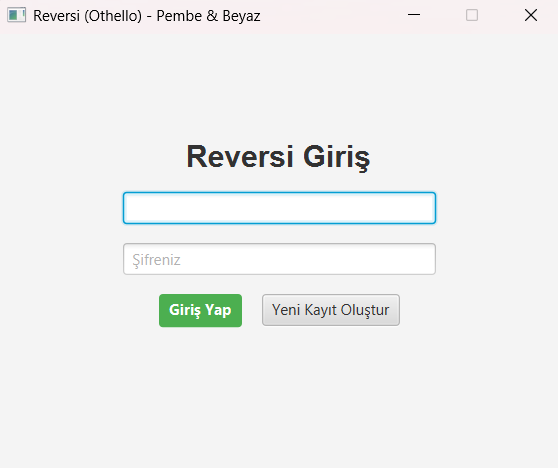 Reversi (Othello) - Pembe & Beyaz
Reversi Giriş
Şifreniz
Giriş Yap
Yeni Kayıt Oluştur